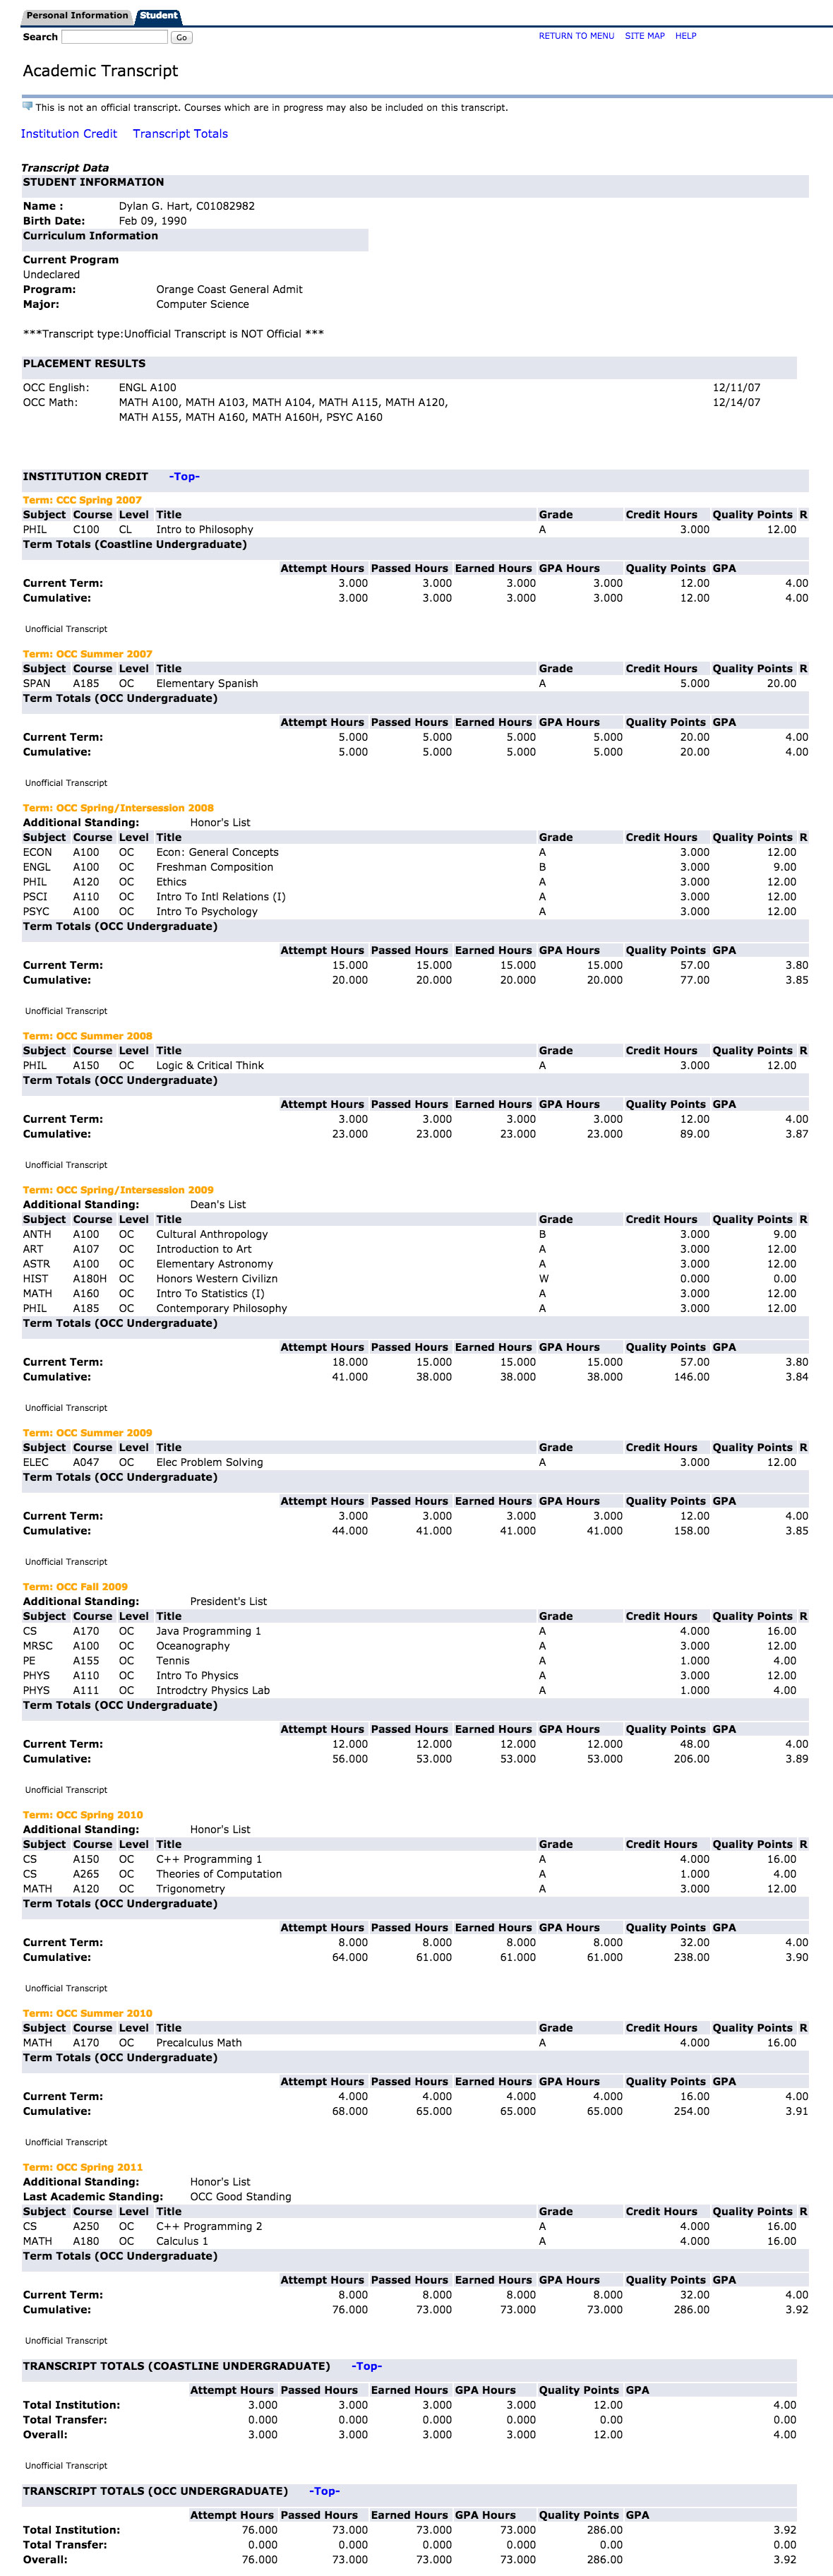 Personal Information Student
Search Go RETURN TO MENU SITE MAP HELP
Academic Transcript
This is not an official transcript. Courses which are in progress may also be included on this transcript.
Institution Credit Transcript Totals
Transcript Data
STUDENT INFORMATION
Name : Dylan G. Hart, C01082982
Birth Date: Feb 09, 1990
Curriculum Information
Current Program
Undeclared
Program: Orange Coast General Admit
Major: Computer Science
***Transcript type:Unofficial Transcript is NOT Official ***
PLACEMENT RESULTS
OCC English: ENGL A100 12/11/07
OCC Math: MATH A100, MATH A103, MATH A104, MATH A115, MATH A120, 12/14/07
MATH A155, MATH A160, MATH A160H, PSYC A160
INSTITUTION CREDIT -Top-
Term: CCC Spring 2007
Subject Course Level Title Grade Credit Hours Quality Points R
PHIL C100 CL Intro to Philosophy A 3.000 12.00
Term Totals (Coastline Undergraduate)
Attempt Hours Passed Hours Earned Hours GPA Hours Quality Points GPA
Current Term: 3.000 3.000 3.000 3.000 12.00 4.00
Cumulative: 3.000 3.000 3.000 3.000 12.00 4.00
Unofficial Transcript
Term: OCC Summer 2007
Subject Course Level Title Grade Credit Hours Quality Points R
SPAN A185 OC Elementary Spanish A 5.000 20.00
Term Totals (OCC Undergraduate)
Attempt Hours Passed Hours Earned Hours GPA Hours Quality Points GPA
Current Term: 5.000 5.000 5.000 5.000 20.00 4.00
Cumulative: 5.000 5.000 5.000 5.000 20.00 4.00
Unofficial Transcript
Term: OCC Spring/Intersession 2008
Additional Standing: Honor's List
Subject Course Level Title Grade Credit Hours Quality Points R
ECON A100 OC Econ: General Concepts A 3.000 12.00
ENGL A100 OC Freshman Composition B 3.000 9.00
PHIL A120 OC Ethics A 3.000 12.00
PSCI A110 OC Intro To Intl Relations (I) A 3.000 12.00
PSYC A100 OC Intro To Psychology A 3.000 12.00
Term Totals (OCC Undergraduate)
Attempt Hours Passed Hours Earned Hours GPA Hours Quality Points GPA
Current Term: 15.000 15.000 15.000 15.000 57.00 3.80
Cumulative: 20.000 20.000 20.000 20.000 77.00 3.85
Unofficial Transcript
Term: OCC Summer 2008
Subject Course Level Title Grade Credit Hours Quality Points R
PHIL A150 OC Logic & Critical Think A 3.000 12.00
Term Totals (OCC Undergraduate)
Attempt Hours Passed Hours Earned Hours GPA Hours Quality Points GPA
Current Term: 3.000 3.000 3.000 3.000 12.00 4.00
Cumulative: 23.000 23.000 23.000 23.000 89.00 3.87
Unofficial Transcript
Term: OCC Spring/Intersession 2009
Additional Standing: Dean's List
Subject Course Level Title Grade Credit Hours Quality Points R
ANTH A100 OC Cultural Anthropology B 3.000 9.00
ART A107 OC Introduction to Art A 3.000 12.00
ASTR A100 OC Elementary Astronomy A 3.000 12.00
HIST A180H OC Honors Western Civilizn W 0.000 0.00
MATH A160 OC Intro To Statistics (I) A 3.000 12.00
PHIL A185 OC Contemporary Philosophy A 3.000 12.00
Term Totals (OCC Undergraduate)
Attempt Hours Passed Hours Earned Hours GPA Hours Quality Points GPA
Current Term: 18.000 15.000 15.000 15.000 57.00 3.80
Cumulative: 41.000 38.000 38.000 38.000 146.00 3.84
Unofficial Transcript
Term: OCC Summer 2009
Subject Course Level Title Grade Credit Hours Quality Points R
ELEC A047 OC Elec Problem Solving A 3.000 12.00
Term Totals (OCC Undergraduate)
Attempt Hours Passed Hours Earned Hours GPA Hours Quality Points GPA
Current Term: 3.000 3.000 3.000 3.000 12.00 4.00
Cumulative: 44.000 41.000 41.000 41.000 158.00 3.85
Unofficial Transcript
Term: OCC Fall 2009
Additional Standing: President's List
Subject Course Level Title Grade Credit Hours Quality Points R
CS A170 OC Java Programming 1 A 4.000 16.00
MRSC A100 OC Oceanography A 3.000 12.00
PE A155 OC Tennis A 1.000 4.00
PHYS A110 OC Intro To Physics A 3.000 12.00
PHYS A111 OC Introdctry Physics Lab A 1.000 4.00
Term Totals (OCC Undergraduate)
Attempt Hours Passed Hours Earned Hours GPA Hours Quality Points GPA
Current Term: 12.000 12.000 12.000 12.000 48.00 4.00
Cumulative: 56.000 53.000 53.000 53.000 206.00 3.89
Unofficial Transcript
Term: OCC Spring 2010
Additional Standing: Honor's List
Subject Course Level Title Grade Credit Hours Quality Points R
CS A150 OC C++ Programming 1 A 4.000 16.00
CS A265 OC Theories of Computation A 1.000 4.00
MATH A120 OC Trigonometry A 3.000 12.00
Term Totals (OCC Undergraduate)
Attempt Hours Passed Hours Earned Hours GPA Hours Quality Points GPA
Current Term: 8.000 8.000 8.000 8.000 32.00 4.00
Cumulative: 64.000 61.000 61.000 61.000 238.00 3.90
Unofficial Transcript
Term: OCC Summer 2010
Subject Course Level Title Grade Credit Hours Quality Points R
MATH A170 OC Precalculus Math A 4.000 16.00
Term Totals (OCC Undergraduate)
Attempt Hours Passed Hours Earned Hours GPA Hours Quality Points GPA
Current Term: 4.000 4.000 4.000 4.000 16.00 4.00
Cumulative: 68.000 65.000 65.000 65.000 254.00 3.91
Unofficial Transcript
Term: OCC Spring 2011
Additional Standing: Honor's List
Last Academic Standing: OCC Good Standing
Subject Course Level Title Grade Credit Hours Quality Points R
CS A250 OC C++ Programming 2 A 4.000 16.00
MATH A180 OC Calculus 1 A 4.000 16.00
Term Totals (OCC Undergraduate)
Attempt Hours Passed Hours Earned Hours GPA Hours Quality Points GPA
Current Term: 8.000 8.000 8.000 8.000 32.00 4.00
Cumulative: 76.000 73.000 73.000 73.000 286.00 3.92
Unofficial Transcript
TRANSCRIPT TOTALS (COASTLINE UNDERGRADUATE) -Top-
Attempt Hours Passed Hours Earned Hours GPA Hours Quality Points GPA
Total Institution: 3.000 3.000 3.000 3.000 12.00 4.00
Total Transfer: 0.000 0.000 0.000 0.000 0.00 0.00
Overall: 3.000 3.000 3.000 3.000 12.00 4.00
Unofficial Transcript
TRANSCRIPT TOTALS (OCC UNDERGRADUATE) -Top-
Attempt Hours Passed Hours Earned Hours GPA Hours Quality Points GPA
Total Institution: 76.000 73.000 73.000 73.000 286.00 3.92
Total Transfer: 0.000 0.000 0.000 0.000 0.00 0.00
Overall: 76.000 73.000 73.000 73.000 286.00 3.92